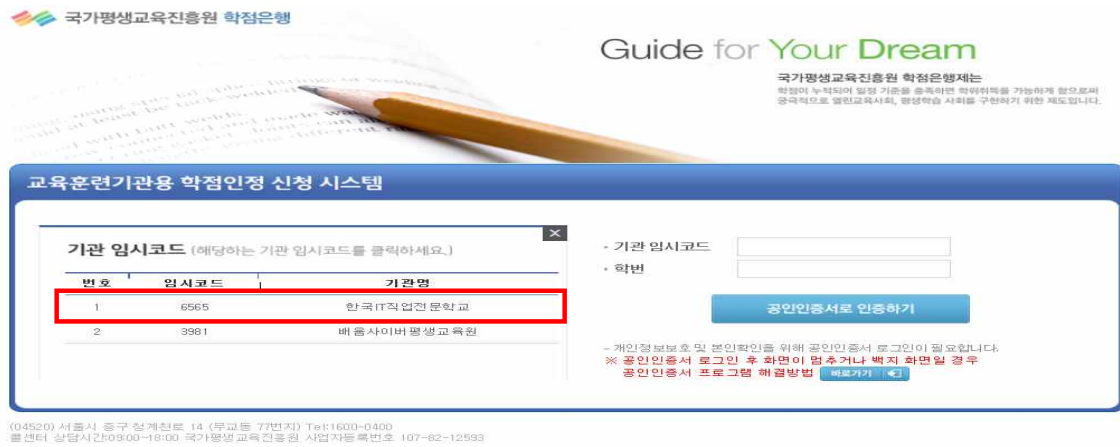 국가평생교육진흥원 학점은행
Guide for Your Dream
국가평생교육진흥원 학점은행제는
학점이 누적되어 일정 기준을 충족하면 학위취득을 가능하게 함으로써
궁극적으로 열린교육사회, 평생학습 사회를 구현하기 위한 제도입니다.
교육훈련기관용 학점인정 신청 시스템
기관 임시코드 (해당하는 기관 임시코드를 클릭하세요.)
번호 임시코드 기관명
1 6565 한국IT직업전문학교
2 3981 배움사이버평생교육원
· 기관 임시코드
· 학번
공인인증서로 인증하기
- 개인정보보호 및 본인확인을 위해 공인인증서 로그인이 필요합니다.
※ 공인인증서 로그인 후 화면이 멈추거나 백지 화면일 경우
공인인증서 프로그램 해결방법 바로가기
(04520) 서울시 중구 청계천로 14 (무교동 77번지) Tel:1600-0400
콜센터 상담시간:09:00~18:00 국가평생교육진흥원 사업자등록번호 107-82-12593